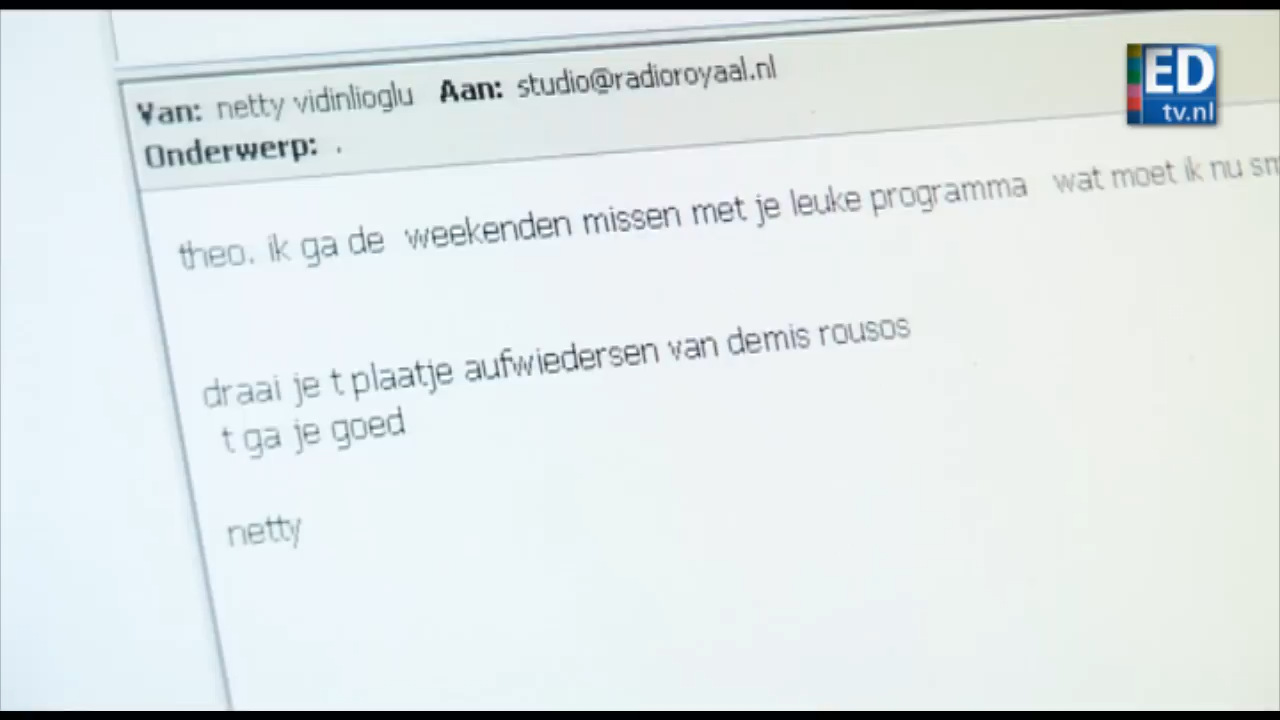 ED
tv.nl
Van: netty vidinlioglu Aan: studio@radioroyaal.nl
Onderwerp: .
theo. ik ga de weekenden missen met je leuke programma wat moet ik nu
draai je t plaatje aufwiedersen van demis rousos
t ga je goed
netty